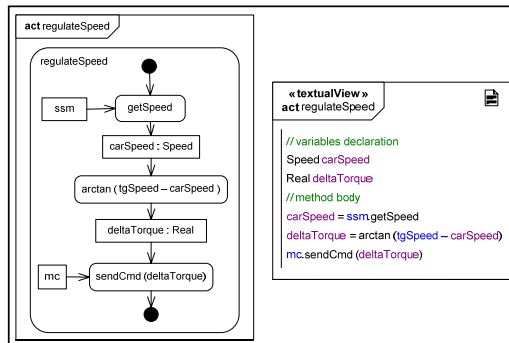 act regulateSpeed
regulateSpeed
ssm
getSpeed
carSpeed : Speed
arctan (tgSpeed – carSpeed )
deltaTorque : Real
mc
sendCmd (deltaTorque)
«textualView»
act regulateSpeed
// variables declaration
Speed carSpeed
Real deltaTorque
// method body
carSpeed = ssm.getSpeed
deltaTorque = arctan (tgSpeed – carSpeed)
mc.sendCmd (deltaTorque)